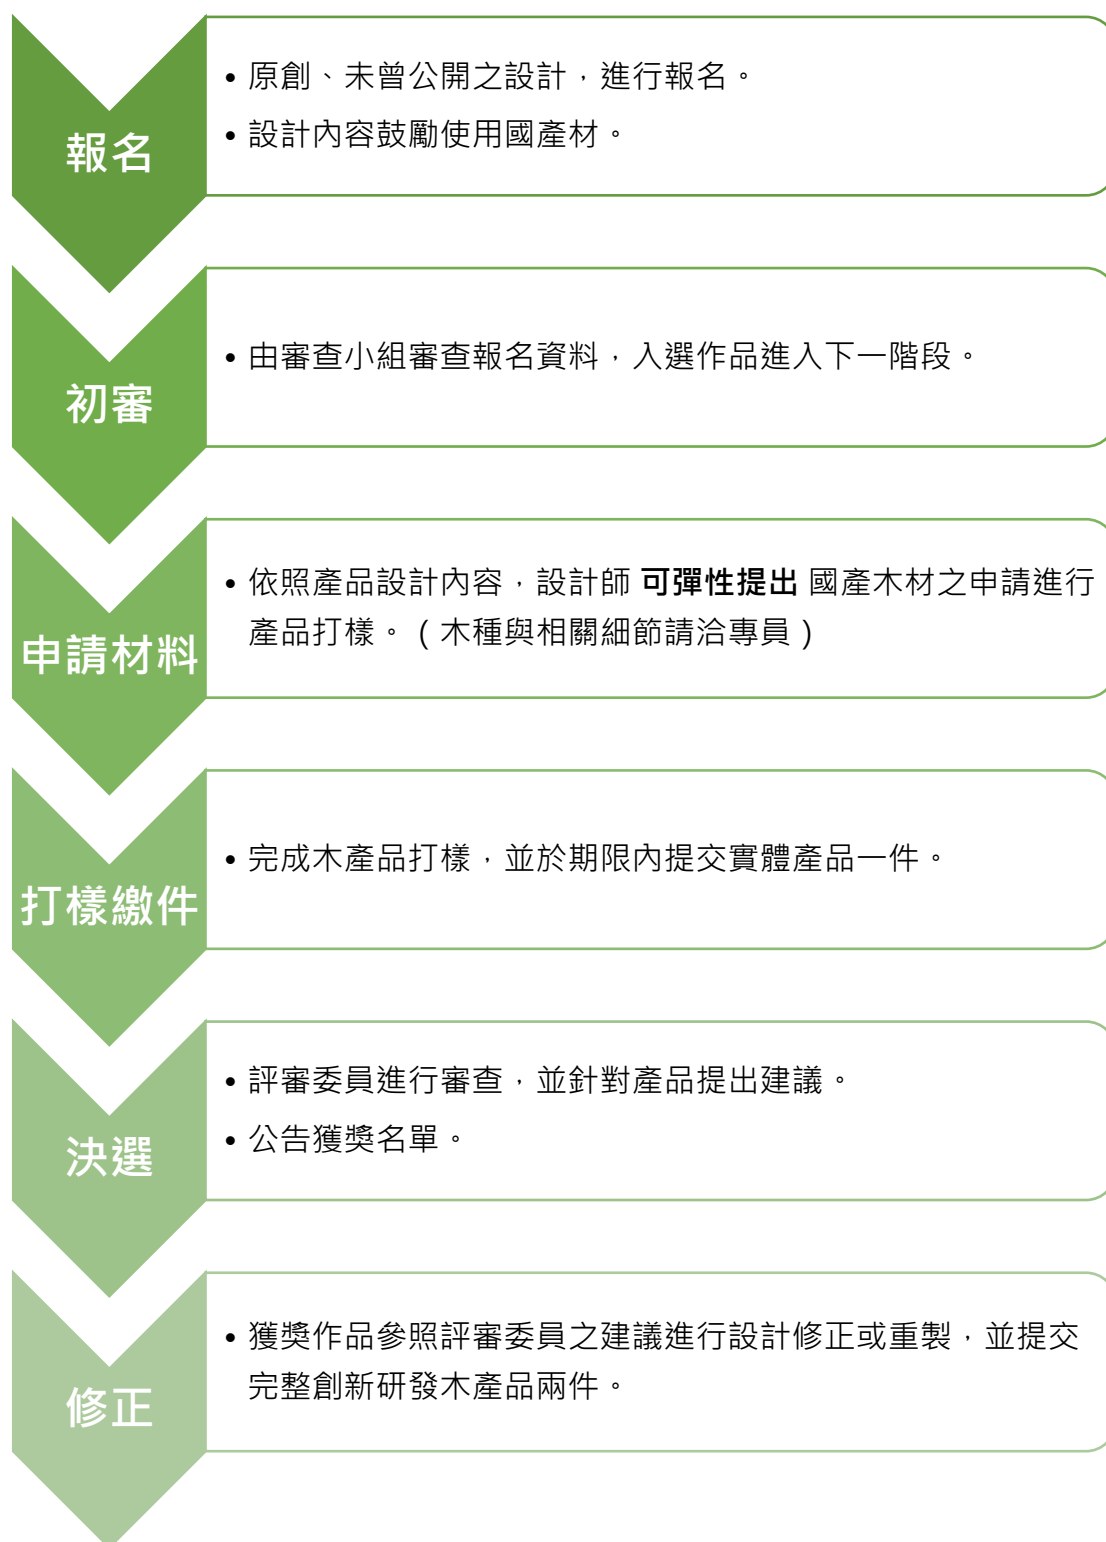 報名
• 原創、未曾公開之設計，進行報名。
• 設計內容鼓勵使用國產材。
初審
• 由審查小組審查報名資料，入選作品進入下一階段。
申請材料
• 依照產品設計內容，設計師 可彈性提出 國產木材之申請進行
產品打樣。（木種與相關細節請洽專員）
打樣繳件
• 完成木產品打樣，並於期限內提交實體產品一件。
決選
• 評審委員進行審查，並針對產品提出建議。
• 公告獲獎名單。
修正
• 獲獎作品參照評審委員之建議進行設計修正或重製，並提交
完整創新研發木產品兩件。